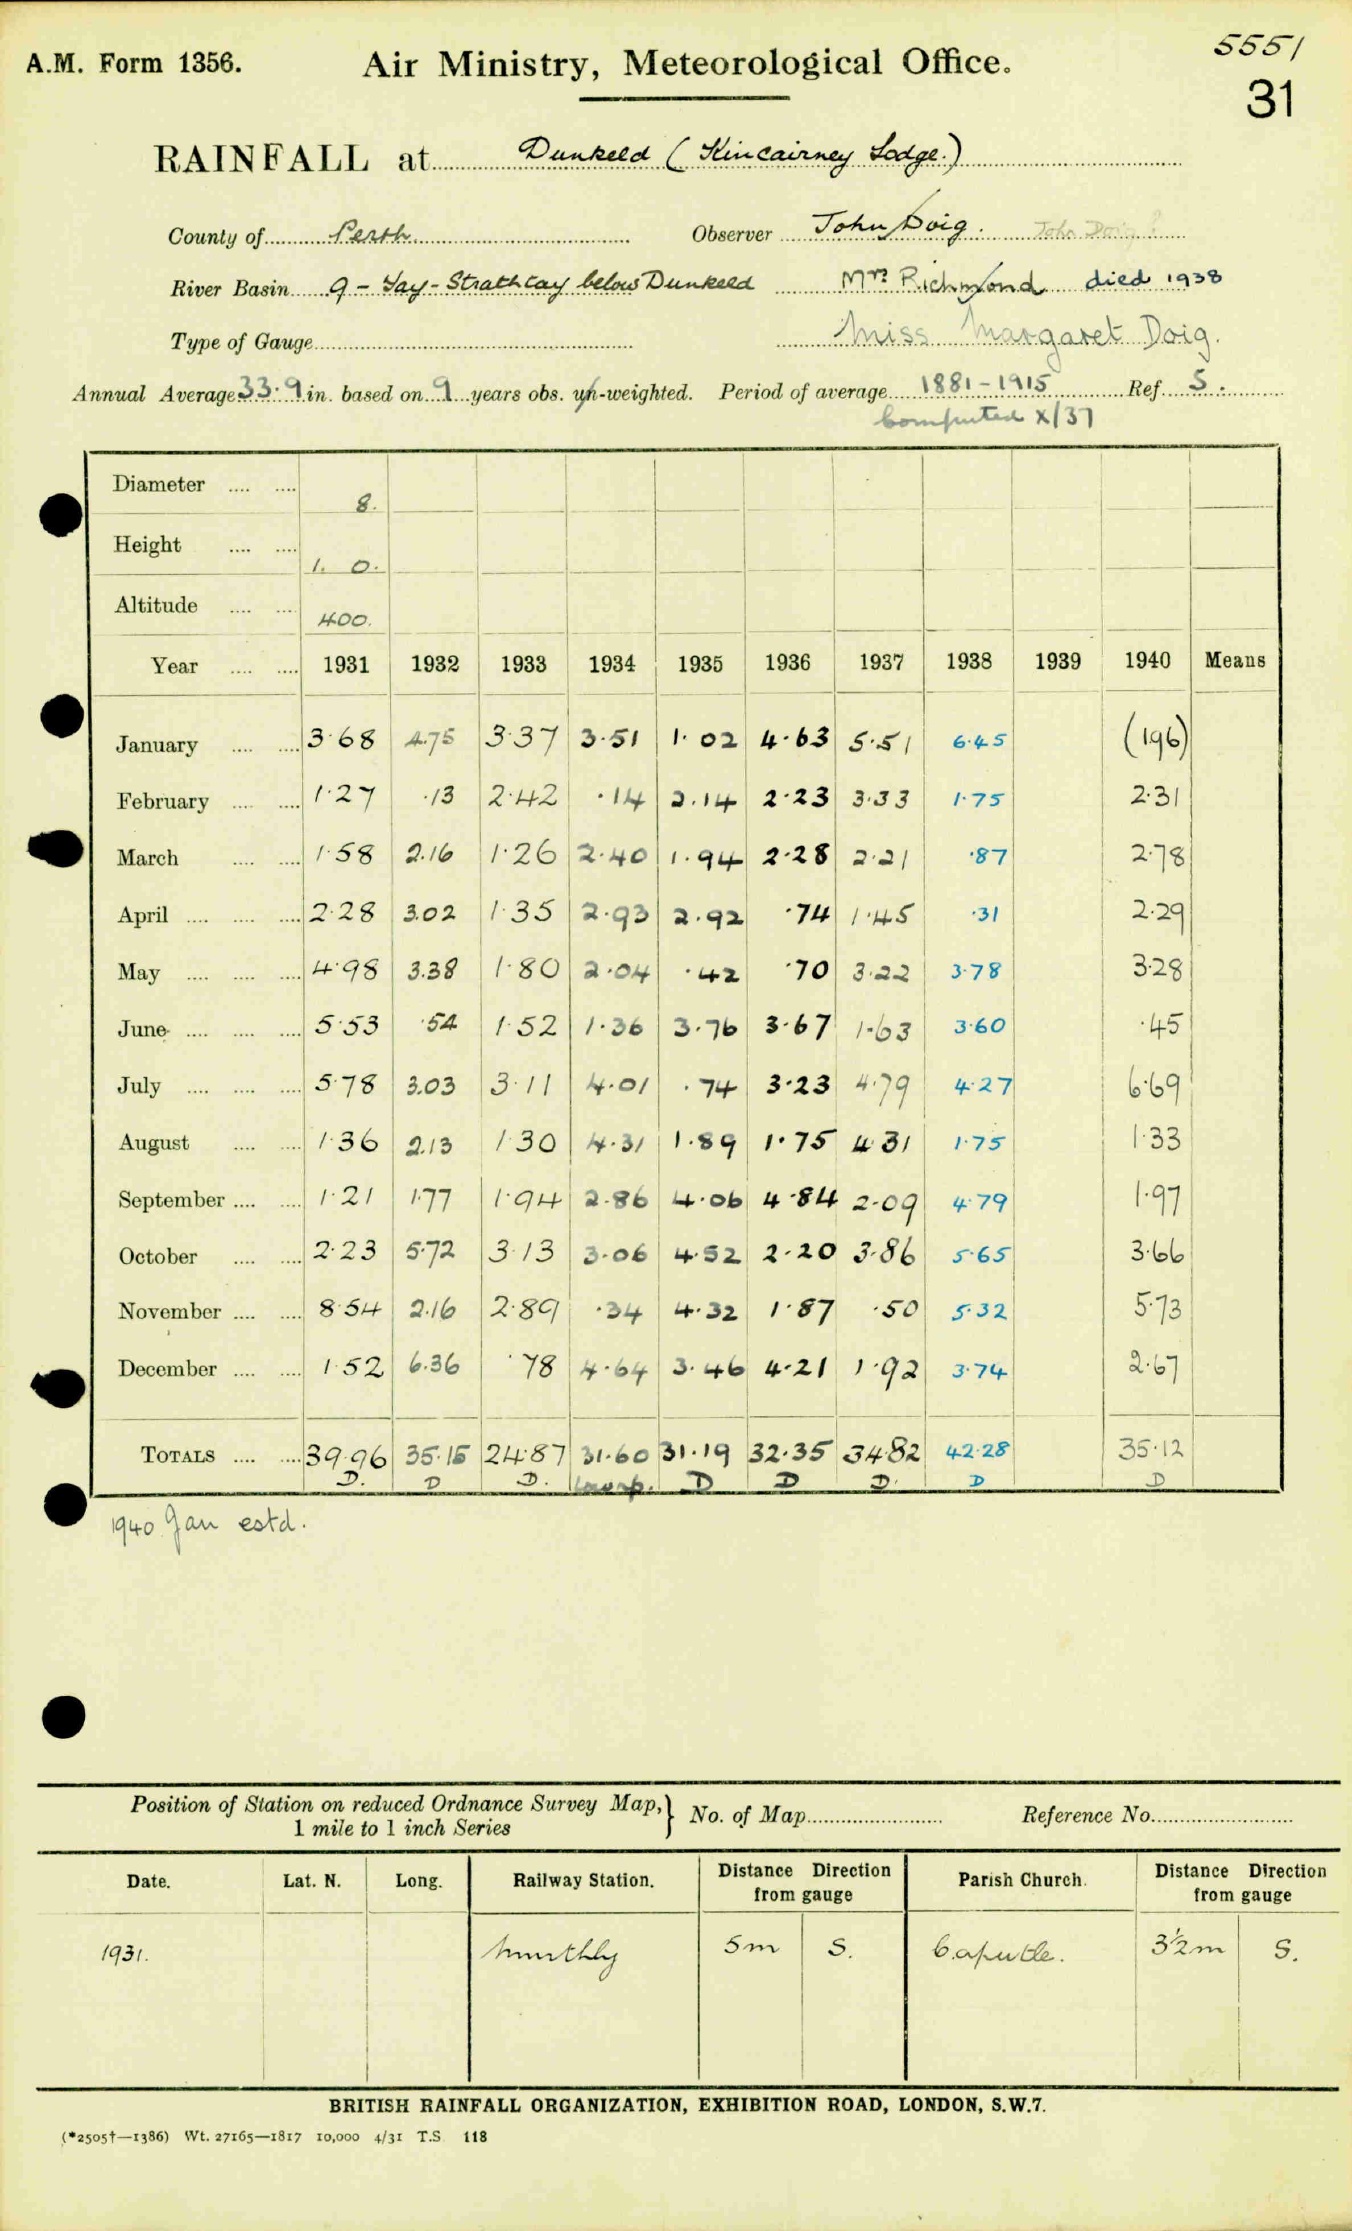 5551
A.M. Form 1356. Air Ministry, Meteorological Office.
31
RAINFALL at Dunkeld (Kincairney Lodge.)
County of Perth Observer John Doig. John Doig?
River Basin 9 - Tay - Strathtay below Dunkeld Mrs Richmond died 1938
Type of Gauge Miss Margaret Doig.
Annual Average 33.9 in. based on 9 years obs. un-weighted. Period of average 1881-1915 Ref. S.
Computed X/37
Diameter .... .... 8.
Height .... .... 1. 0.
Altitude .... .... 400.
Year .... .... 1931 1932 1933 1934 1935 1936 1937 1938 1939 1940 Means
January .... .... 3.68 4.75 3.37 3.51 1.02 4.63 5.51 6.45 (1.96)
February .... .... 1.27 .13 2.42 .14 2.14 2.23 3.33 1.75 2.31
March .... .... 1.58 2.16 1.26 2.40 1.94 2.28 2.21 .87 2.78
April .... .... .... 2.28 3.02 1.35 2.93 2.92 .74 1.45 .31 2.29
May .... .... .... 4.98 3.38 1.80 2.04 .42 .70 3.22 3.78 3.28
June .... .... .... 5.53 .54 1.52 1.36 3.76 3.67 1.63 3.60 .45
July .... .... .... 5.78 3.03 3.11 4.01 .74 3.23 4.79 4.27 6.69
August .... .... 1.36 2.13 1.30 4.31 1.89 1.75 4.31 1.75 1.33
September .... .... 1.21 1.77 1.94 2.86 4.06 4.84 2.09 4.79 1.97
October .... .... 2.23 5.72 3.13 3.06 4.52 2.20 3.86 5.65 3.66
November .... .... 8.54 2.16 2.89 .34 4.32 1.87 .50 5.32 5.73
December .... .... 1.52 6.36 .78 4.64 3.46 4.21 1.92 3.74 2.67
TOTALS .... .... 39.96 35.15 24.87 31.60 31.19 32.35 34.82 42.28 35.12
D. D D. D D D. D D
1940 Jan estd.
Position of Station on reduced Ordnance Survey Map, } No. of Map Reference No.
1 mile to 1 inch Series
Date. Lat. N. Long. Railway Station. Distance Direction from gauge Parish Church. Distance Direction from gauge
1931. Murthly 5m S. Caputh. 3½m S.
BRITISH RAINFALL ORGANIZATION, EXHIBITION ROAD, LONDON, S.W.7.
(*2505†—1386) Wt. 27165—1817 10,000 4/31 T.S. 118